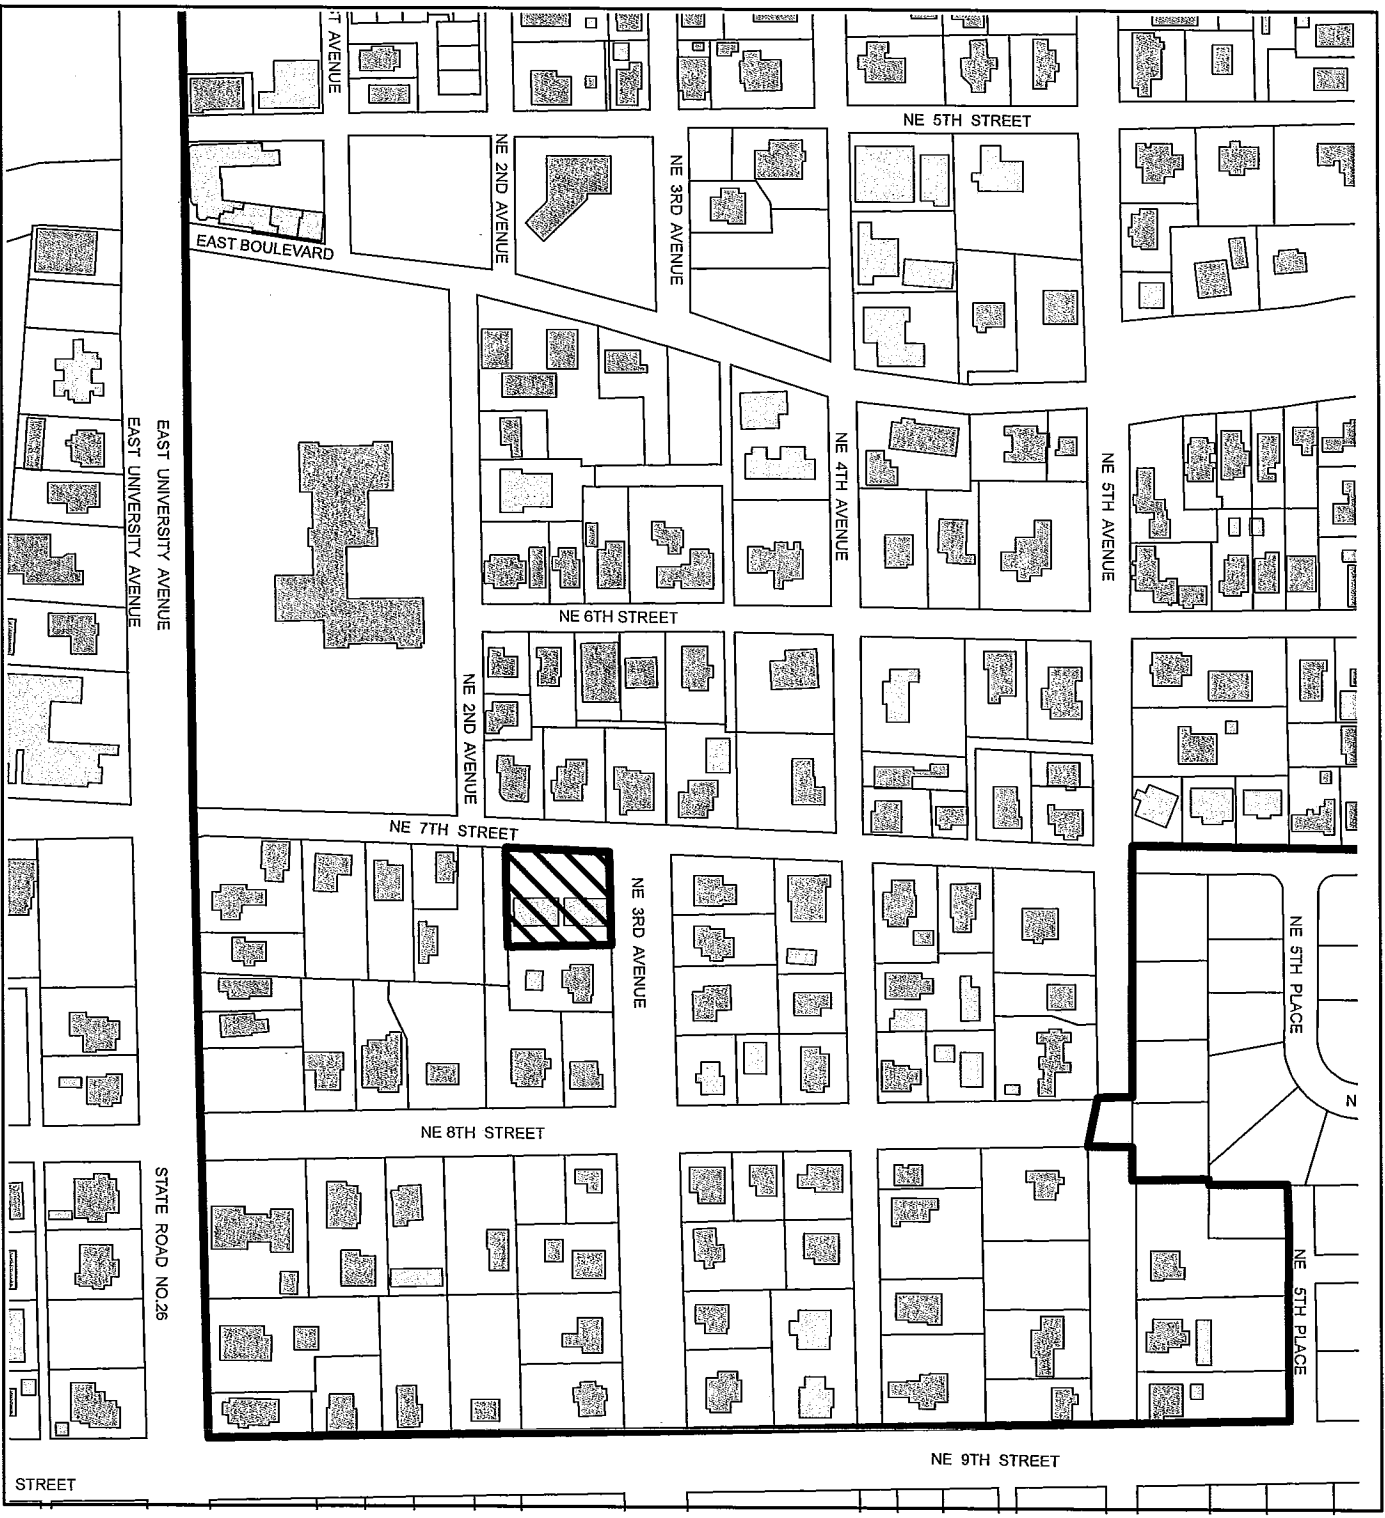 ST AVENUE
NE 5TH STREET
NE 2ND AVENUE
NE 3RD AVENUE
EAST BOULEVARD
EAST UNIVERSITY AVENUE
EAST UNIVERSITY AVENUE
NE 4TH AVENUE
NE 5TH AVENUE
NE 6TH STREET
NE 2ND AVENUE
NE 7TH STREET
NE 3RD AVENUE
NE 5TH PLACE
N
NE 8TH STREET
STATE ROAD NO.26
NE 5TH PLACE
NE 9TH STREET
STREET